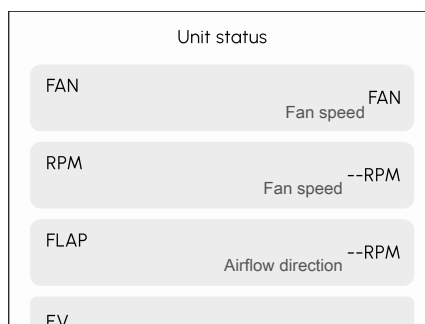 Unit status
FAN
Fan speed FAN
RPM
Fan speed --RPM
FLAP
Airflow direction --RPM